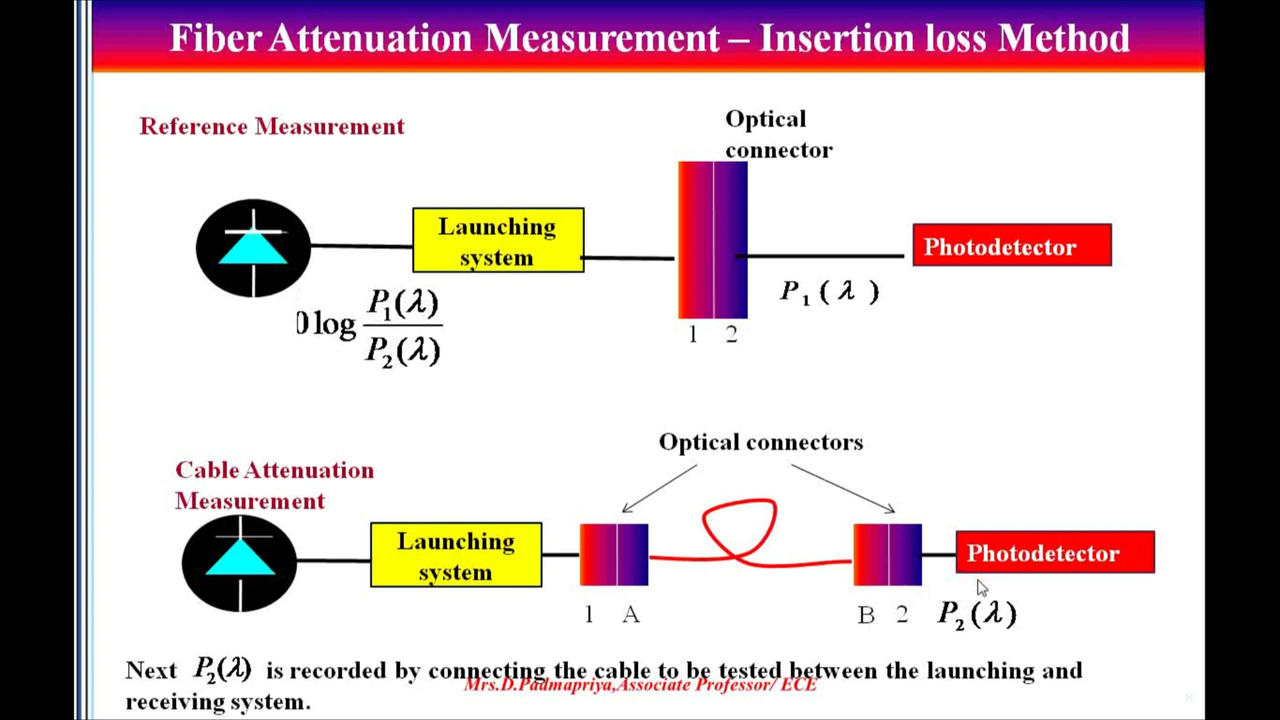 Fiber Attenuation Measurement – Insertion loss Method
Reference Measurement
Optical
connector
Launching
system
Photodetector
P₁(λ)
0 log P₁(λ) / P₂(λ)
1 2
Optical connectors
Cable Attenuation
Measurement
Launching
system
Photodetector
1 A
B 2
P₂(λ)
Next P₂(λ) is recorded by connecting the cable to be tested between the launching and
Mrs.D.Padmapriya,Associate Professor/ ECE
receiving system.